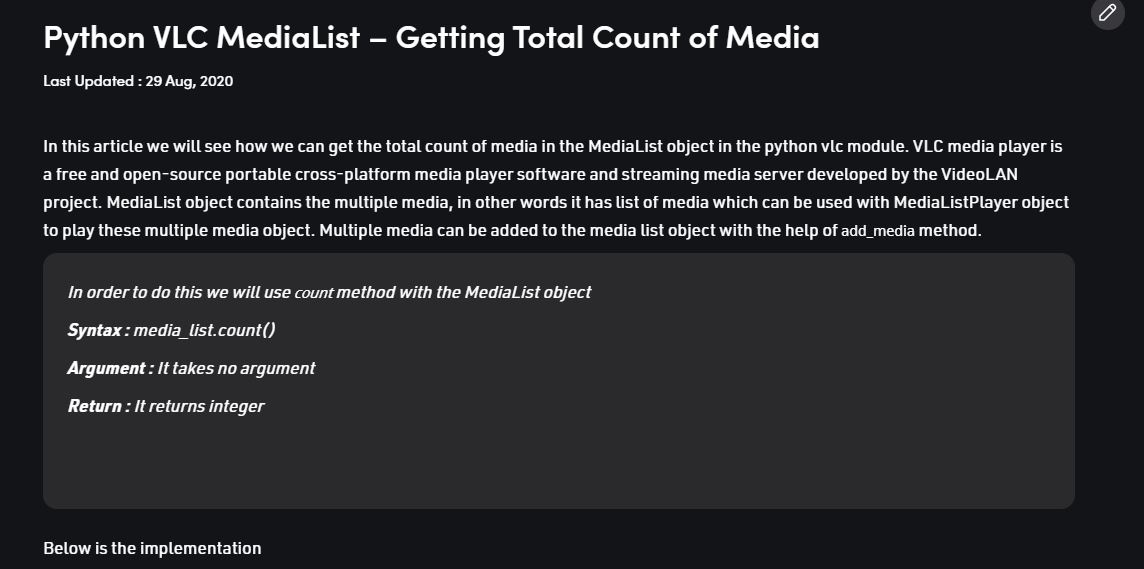 Python VLC MediaList – Getting Total Count of Media
Last Updated : 29 Aug, 2020
In this article we will see how we can get the total count of media in the MediaList object in the python vlc module. VLC media player is
a free and open-source portable cross-platform media player software and streaming media server developed by the VideoLAN
project. MediaList object contains the multiple media, in other words it has list of media which can be used with MediaListPlayer object
to play these multiple media object. Multiple media can be added to the media list object with the help of add_media method.
In order to do this we will use count method with the MediaList object
Syntax : media_list.count()
Argument : It takes no argument
Return : It returns integer
Below is the implementation